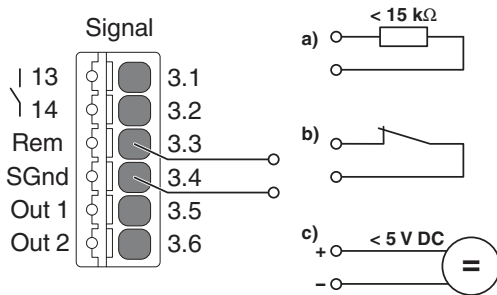 Signal
13
14
Rem
SGnd
Out 1
Out 2
3.1
3.2
3.3
3.4
3.5
3.6
a)
< 15 kΩ
b)
c)
+
< 5 V DC
–
=